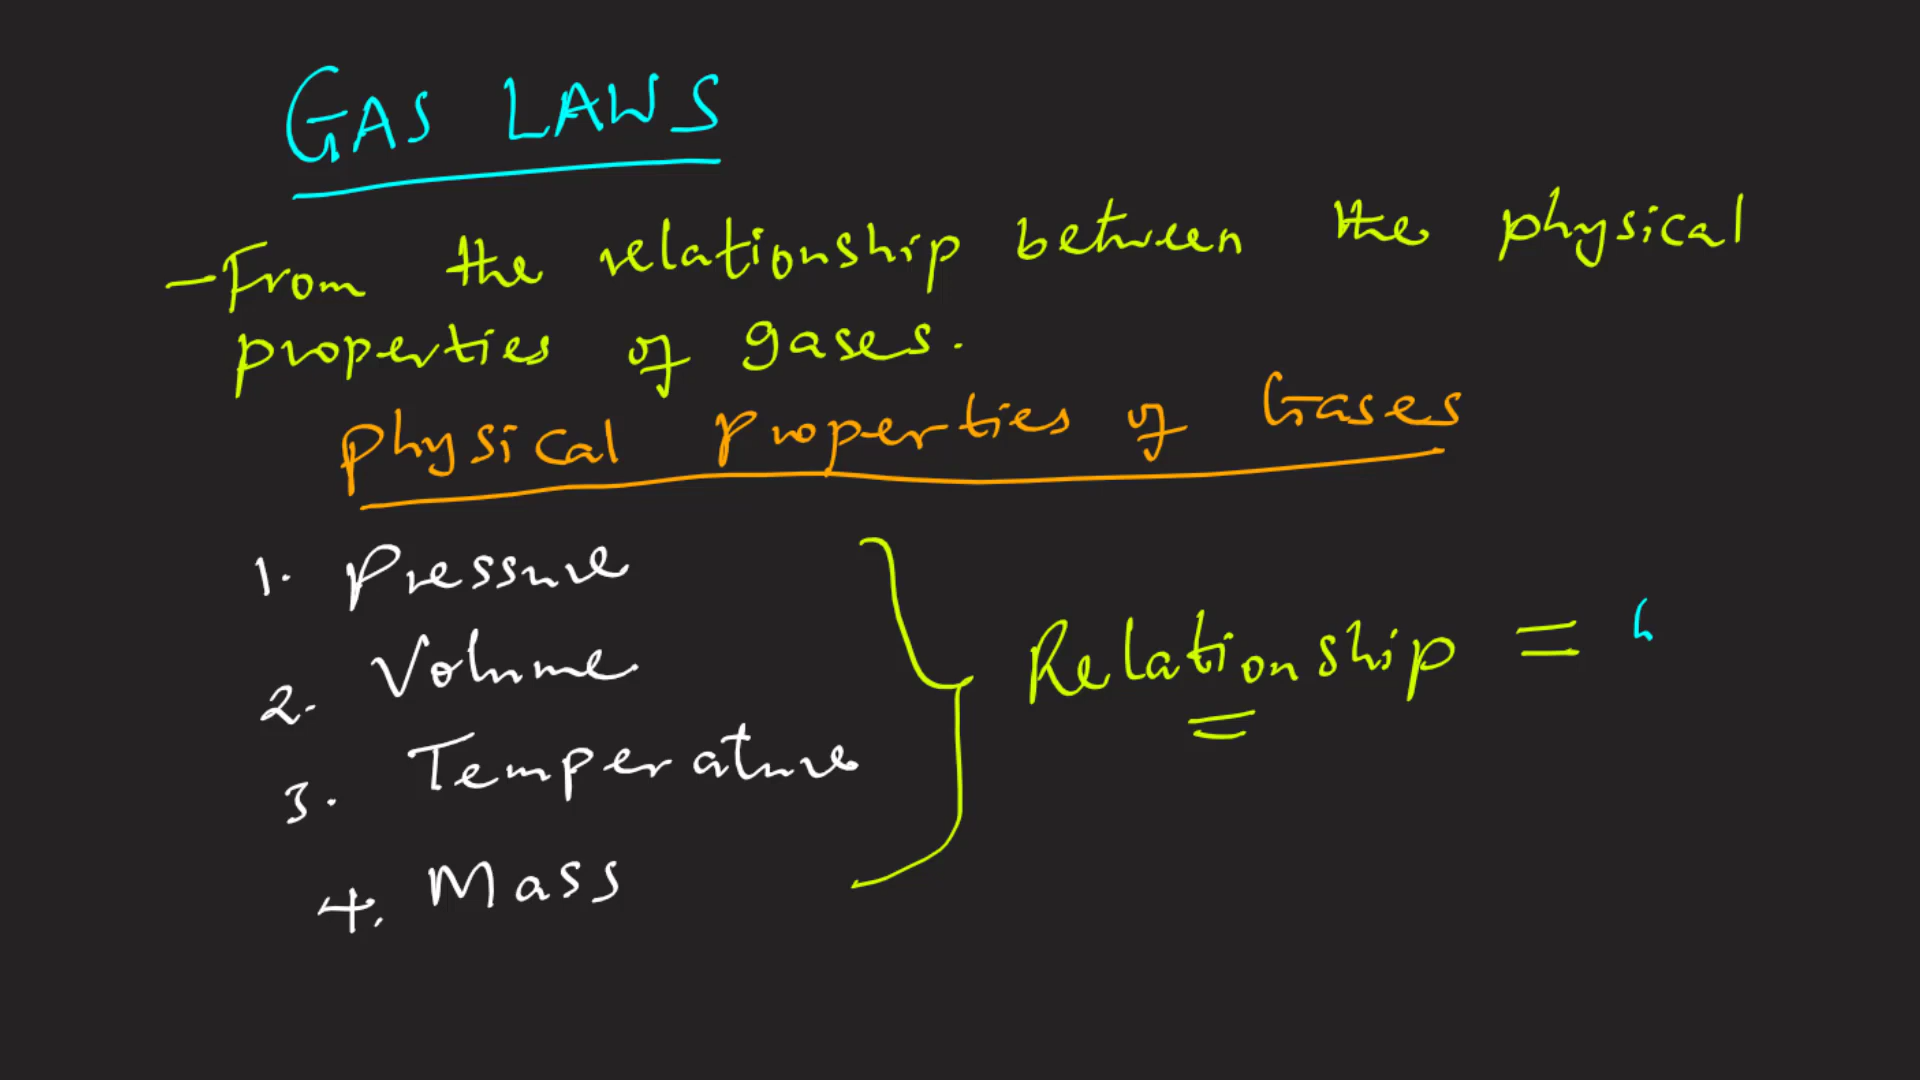 GAS LAWS
- From the relationship between the physical
properties of gases.
Physical Properties of Gases
1. Pressure
2. Volume
3. Temperature
4. Mass
Relationship =